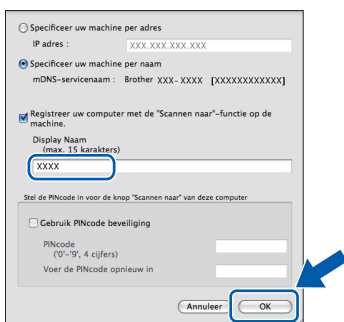 Specificeer uw machine per adres
IP adres : XXX.XXX.XXX.XXX
Specificeer uw machine per naam
mDNS-servicenaam : Brother XXX-XXXX [XXXXXXXXXXXX]
Registreer uw computer met de "Scannen naar"-functie op de
machine.
Display Naam
(max. 15 karakters)
XXXX
Stel de PINcode in voor de knop "Scannen naar" van deze computer
Gebruik PINcode beveiliging
PINcode
('0'-'9', 4 cijfers)
Voer de PINcode opnieuw in
Annuleer OK